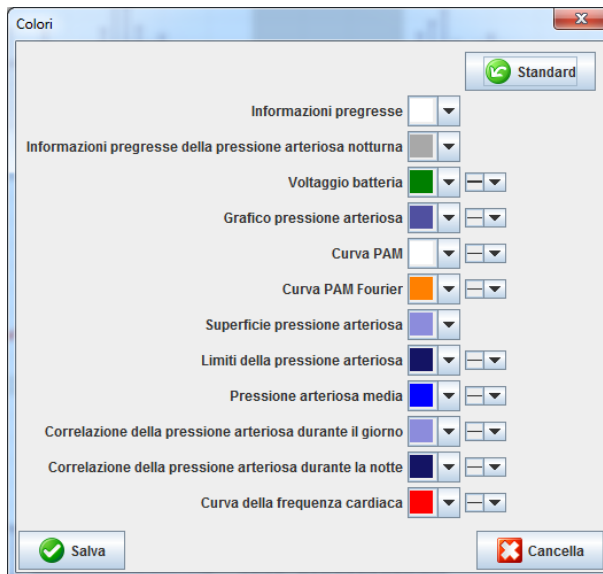 Colori
Standard
Informazioni pregresse
Informazioni pregresse della pressione arteriosa notturna
Voltaggio batteria
Grafico pressione arteriosa
Curva PAM
Curva PAM Fourier
Superficie pressione arteriosa
Limiti della pressione arteriosa
Pressione arteriosa media
Correlazione della pressione arteriosa durante il giorno
Correlazione della pressione arteriosa durante la notte
Curva della frequenza cardiaca
Salva
Cancella